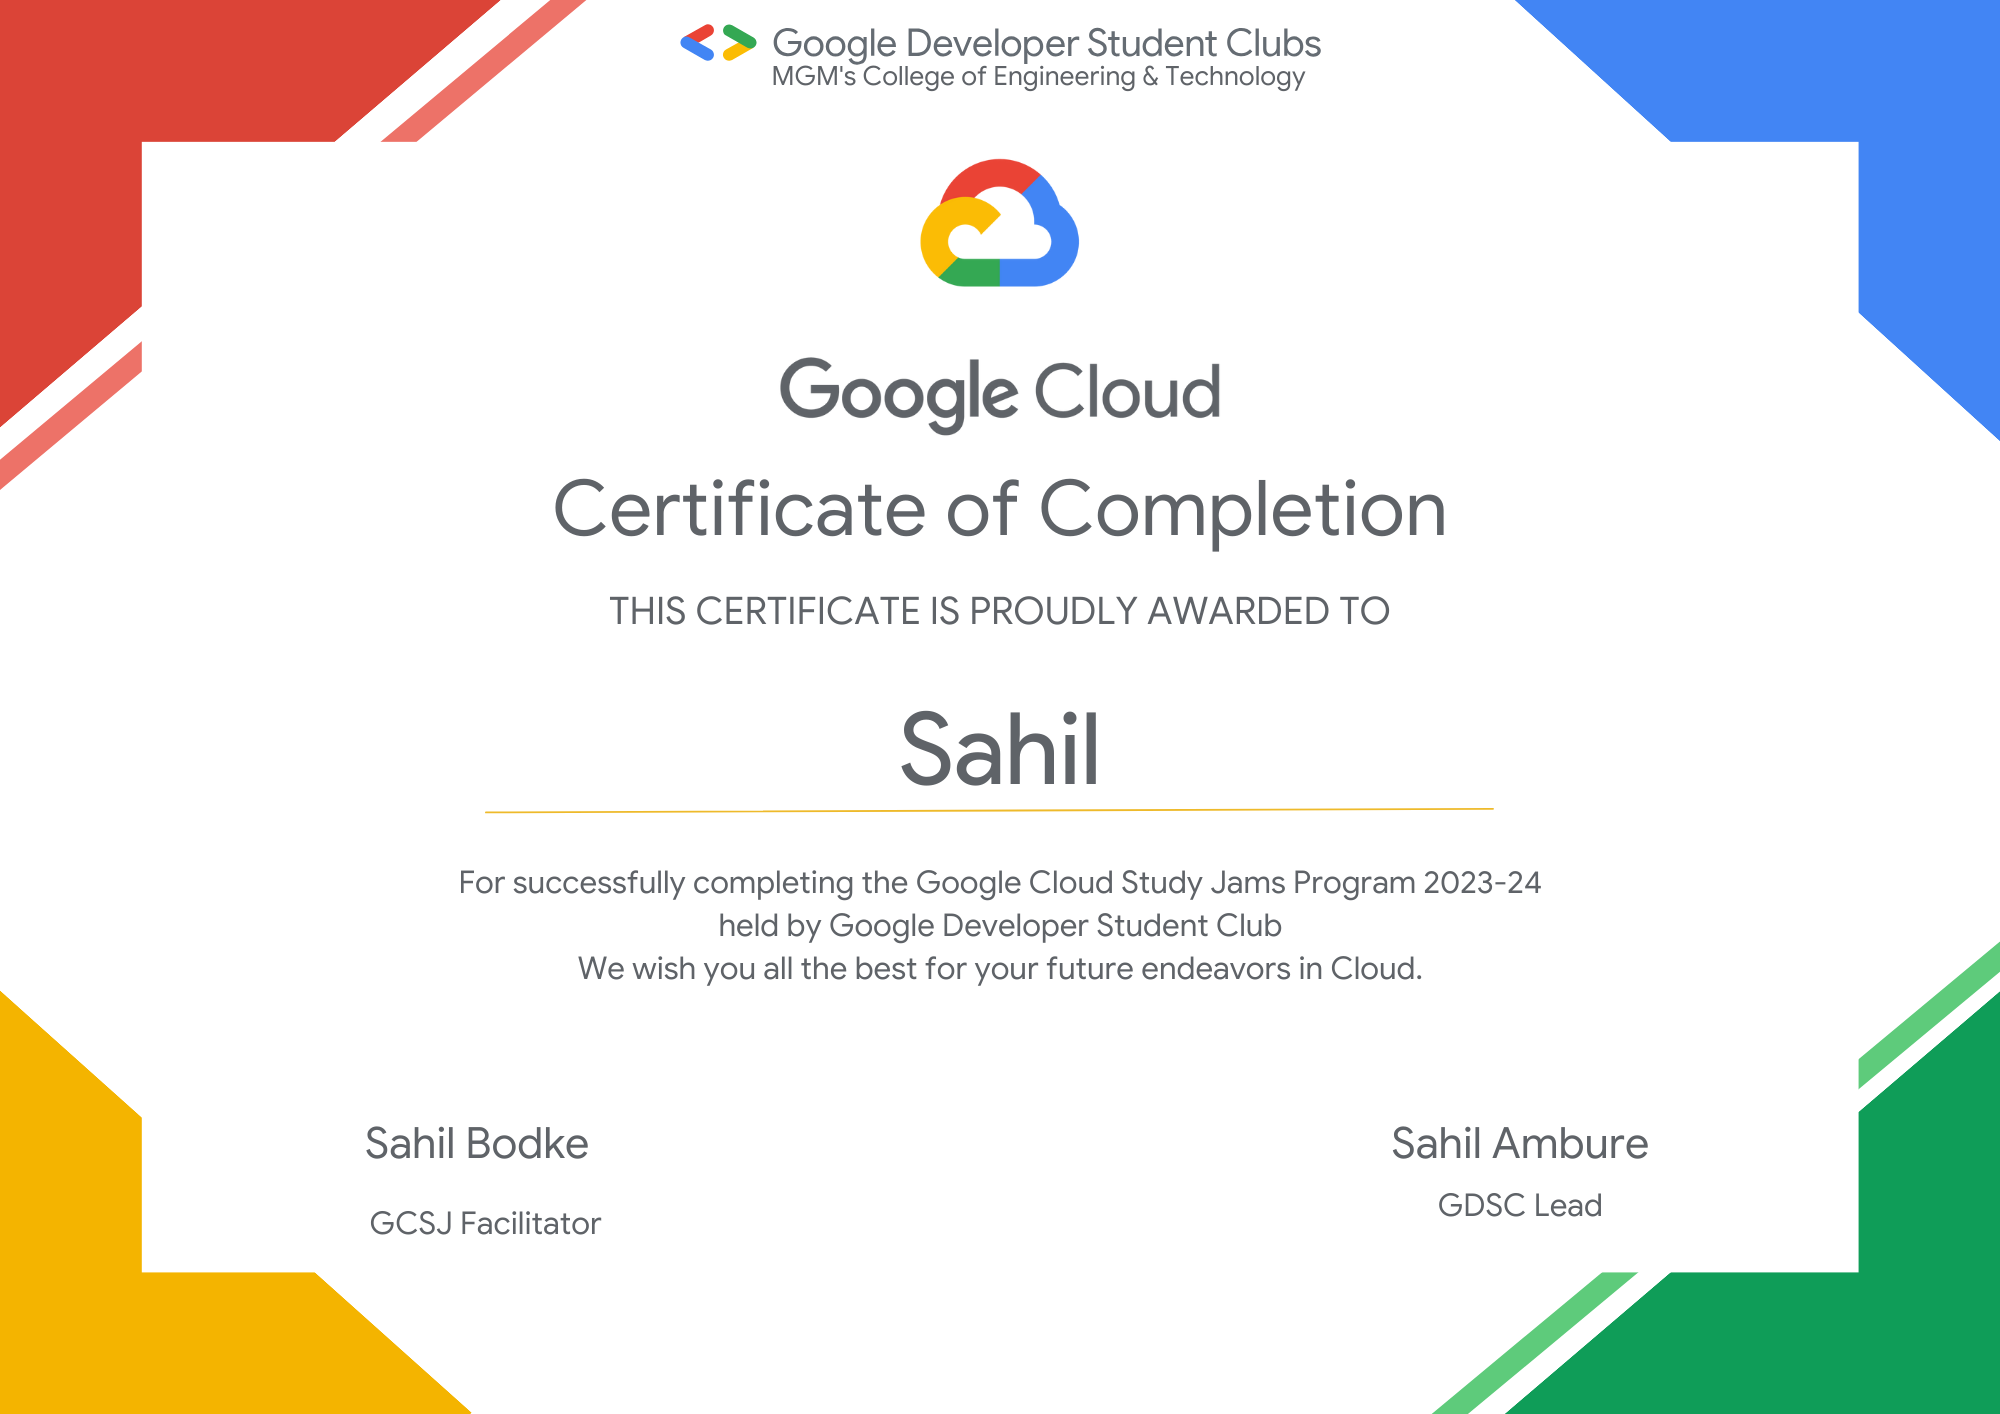 Google Developer Student Clubs
MGM's College of Engineering & Technology
Google Cloud
Certificate of Completion
THIS CERTIFICATE IS PROUDLY AWARDED TO
Sahil
For successfully completing the Google Cloud Study Jams Program 2023-24
held by Google Developer Student Club
We wish you all the best for your future endeavors in Cloud.
Sahil Bodke
GCSJ Facilitator
Sahil Ambure
GDSC Lead